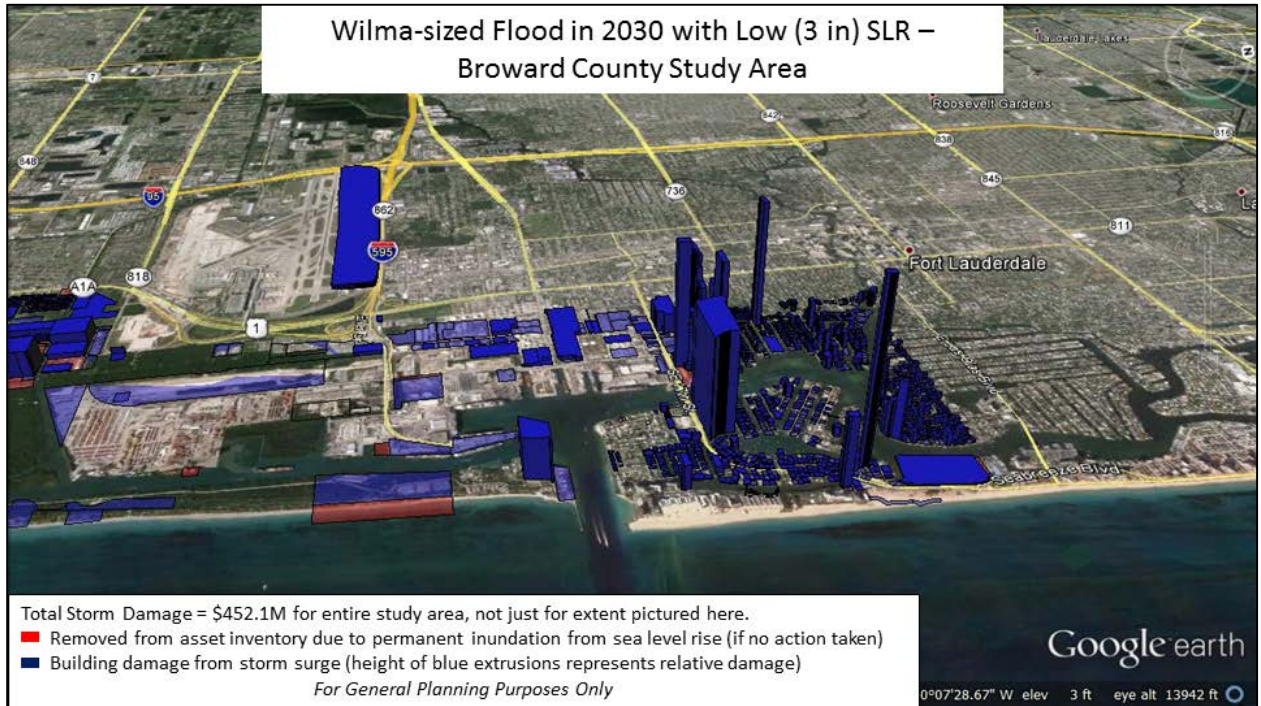 Wilma-sized Flood in 2030 with Low (3 in) SLR –
Broward County Study Area
Lauderdale Lakes
7
Roosevelt Gardens
842
838
816
848
845
95
736
La
862
811
595
Fort Lauderdale
818
A1A
1
Seabreeze Blvd
Total Storm Damage = $452.1M for entire study area, not just for extent pictured here.
Removed from asset inventory due to permanent inundation from sea level rise (if no action taken)
Building damage from storm surge (height of blue extrusions represents relative damage)
For General Planning Purposes Only
Google earth
0°07'28.67" W elev 3 ft eye alt 13942 ft